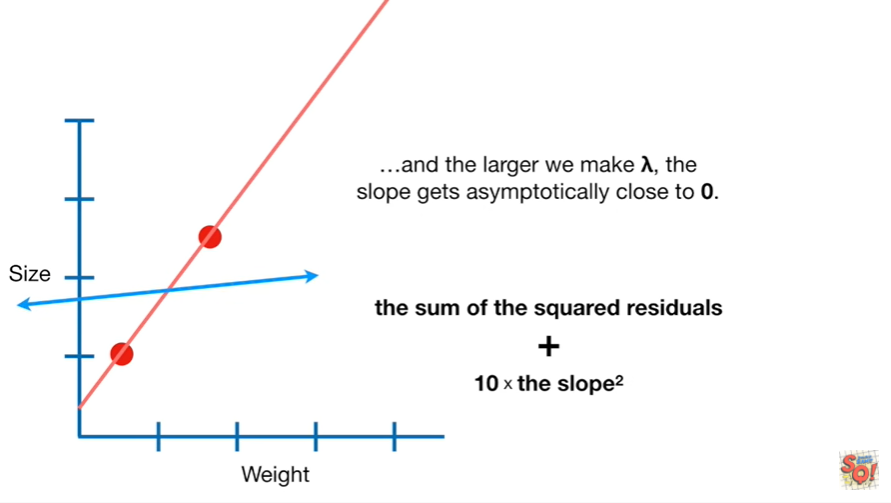 …and the larger we make λ, the
slope gets asymptotically close to 0.
Size
the sum of the squared residuals
+
10 x the slope²
Weight
SQ!